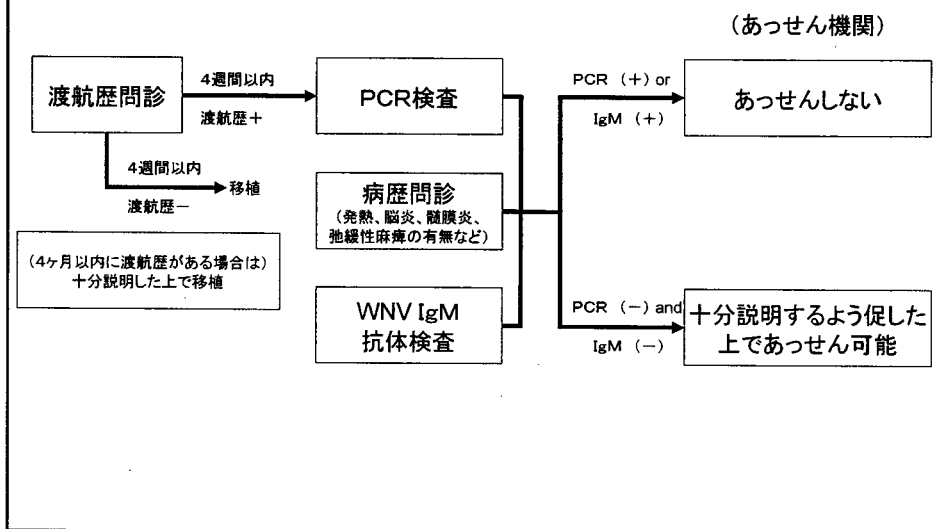 (あっせん機関)
渡航歴問診
4週間以内
渡航歴+
4週間以内
移植
渡航歴−
(4ヶ月以内に渡航歴がある場合は)
十分説明した上で移植
PCR検査
病歴問診
(発熱、脳炎、髄膜炎、
弛緩性麻痺の有無など)
WNV IgM
抗体検査
PCR (+) or
IgM (+)
あっせんしない
PCR (−) and
IgM (−)
十分説明するよう促した
上であっせん可能